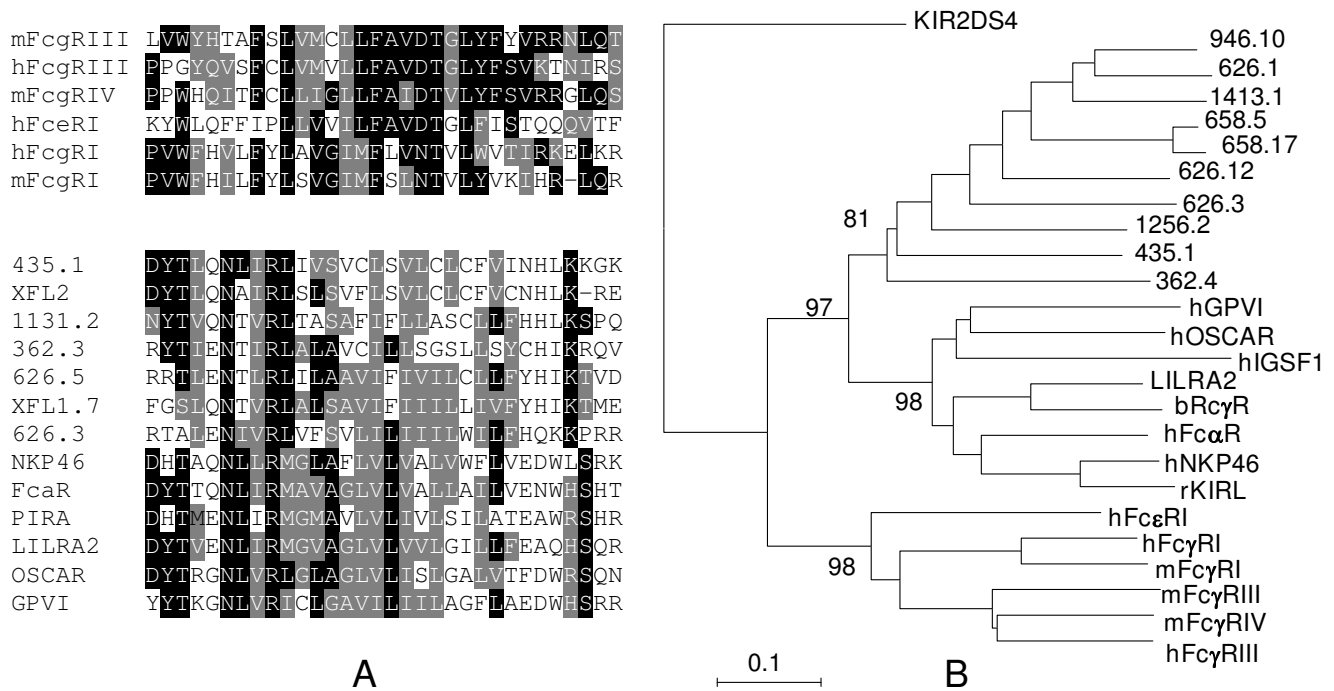 mFcgRIII LVWYHTAFSLVMCLLFAVDTGLYFYVRRNLQT
hFcgRIII PPGYQVSFCLVMVLLFAVDTGLYFSVKTNIRS
mFcgRIV PPWHQITFCLLIGLLFAIDTVLYFSVRRGLQS
hFceRI KYWLQFFIPLLVVILFAVDTGLFISTQQQVTF
hFcgRI PVWFHVLFYLAVGIMFLVNTVLWVTIRKELKR
mFcgRI PVWFHILFYLSVGIMFSLNTVLYVKIHR-LQR
435.1 DYTLQNLIRLIVSVCLSVLCLCFVINHLKKGK
XFL2 DYTLQNAIRLSLSVFLSVLCLCFVCNHLK-RE
1131.2 NYTVQNTVRLTASAFIFLLASCLLFHHLKSPQ
362.3 RYTIENTIRLALAVCILLSGSLLSYCHIKRQV
626.5 RRTLENTLRLILAAVIFIVILCLLFYHIKTVD
XFL1.7 FGSLQNTVRLALSAVIFIIILLIVFYHIKTME
626.3 RTALENIVRLVFSVLILIIILWILFHQKKPRR
NKP46 DHTAQNLLRMGLAFLVLVALVWFLVEDWLSRK
FcaR DYTTQNLIRMAVAGLVLVALLAILVENWHSHT
PIRA DHTMENLIRMGMAVLVLIVLSILATEAWRSHR
LILRA2 DYTVENLIRMGVAGLVLVVLGILLFEAQHSQR
OSCAR DYTRGNLVRLGLAGLVLISLGALVTFDWRSQN
GPVI YYTKGNLVRICLGAVILIILAGFLAEDWHSRR
A
KIR2DS4
946.10
626.1
1413.1
658.5
658.17
626.12
626.3
1256.2
435.1
362.4
hGPVI
hOSCAR
hIGSF1
LILRA2
bRcγR
hFcαR
hNKP46
rKIRL
hFcεRI
hFcγRI
mFcγRI
mFcγRIII
mFcγRIV
hFcγRIII
81
97
98
98
0.1
B